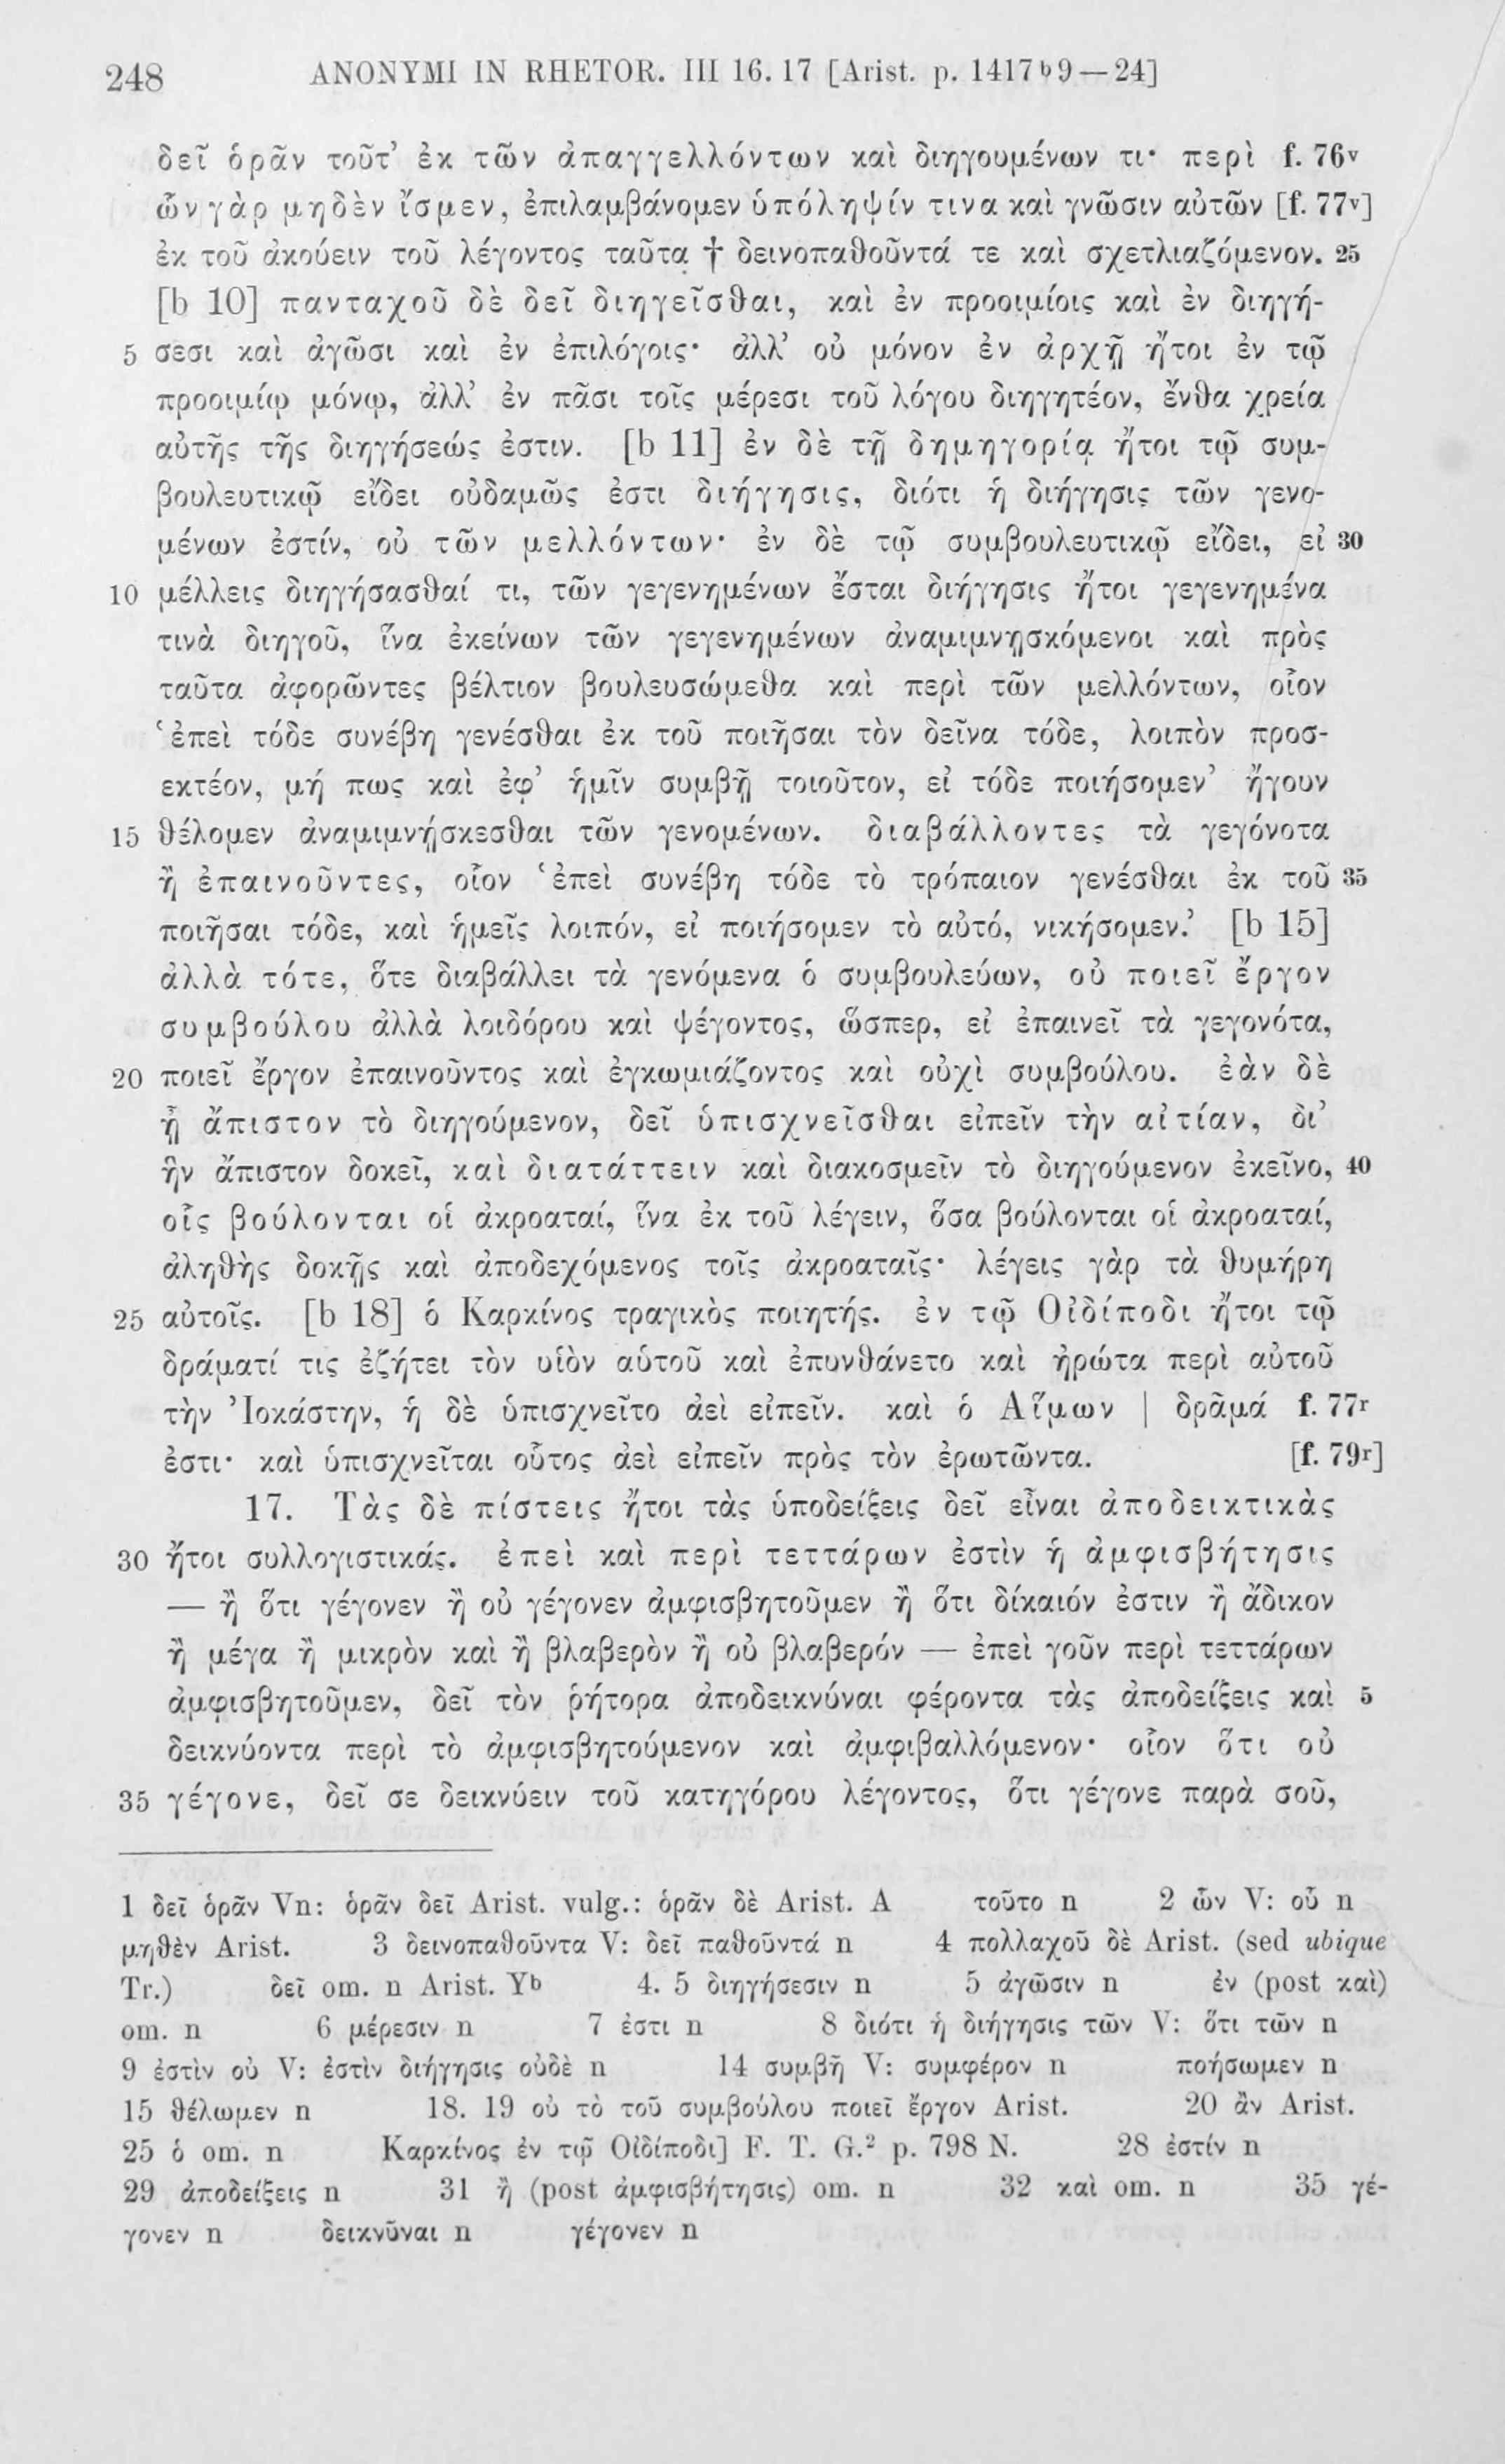 248 ANONYMI IN RHETOR. III 16. 17 [Arist. p. 1417ᵇ9—24]
δεῖ ὁρᾶν τοῦτ’ ἐκ τῶν ἀπαγγελλόντων καὶ διηγουμένων τι· περὶ f. 76ᵛ
ὧν γὰρ μηδὲν ἴσμεν, ἐπιλαμβάνομεν ὑπόληψίν τινα καὶ γνῶσιν αὐτῶν [f. 77ᵛ]
ἐκ τοῦ ἀκούειν τοῦ λέγοντος ταῦτα † δεινοπαθοῦντά τε καὶ σχετλιαζόμενον. 25
[b 10] πανταχοῦ δὲ δεῖ διηγεῖσθαι, καὶ ἐν προοιμίοις καὶ ἐν διηγή-
5 σεσι καὶ ἀγῶσι καὶ ἐν ἐπιλόγοις· ἀλλ’ οὐ μόνον ἐν ἀρχῇ ἤτοι ἐν τῷ
προοιμίῳ μόνῳ, ἀλλ’ ἐν πᾶσι τοῖς μέρεσι τοῦ λόγου διηγητέον, ἔνθα χρεία
αὐτῆς τῆς διηγήσεώς ἐστιν. [b 11] ἐν δὲ τῇ δημηγορίᾳ ἤτοι τῷ συμ-
βουλευτικῷ εἴδει οὐδαμῶς ἐστι διήγησις, διότι ἡ διήγησις τῶν γενο-
μένων ἐστίν, οὐ τῶν μελλόντων· ἐν δὲ τῷ συμβουλευτικῷ εἴδει, εἰ 30
10 μέλλεις διηγήσασθαί τι, τῶν γεγενημένων ἔσται διήγησις ἤτοι γεγενημένα
τινὰ διηγοῦ, ἵνα ἐκείνων τῶν γεγενημένων ἀναμιμνησκόμενοι καὶ πρὸς
ταῦτα ἀφορῶντες βέλτιον βουλευσώμεθα καὶ περὶ τῶν μελλόντων, οἷον
‘ἐπεὶ τόδε συνέβη γενέσθαι ἐκ τοῦ ποιῆσαι τὸν δεῖνα τόδε, λοιπὸν προσ-
εκτέον, μή πως καὶ ἐφ’ ἡμῖν συμβῇ τοιοῦτον, εἰ τόδε ποιήσομεν’ ἤγουν
15 θέλομεν ἀναμιμνήσκεσθαι τῶν γενομένων. διαβάλλοντες τὰ γεγόνοτα
ἢ ἐπαινοῦντες, οἷον ‘ἐπεὶ συνέβη τόδε τὸ τρόπαιον γενέσθαι ἐκ τοῦ 35
ποιῆσαι τόδε, καὶ ἡμεῖς λοιπόν, εἰ ποιήσομεν τὸ αὐτό, νικήσομεν.’ [b 15]
ἀλλὰ τότε, ὅτε διαβάλλει τὰ γενόμενα ὁ συμβουλεύων, οὐ ποιεῖ ἔργον
συμβούλου ἀλλὰ λοιδόρου καὶ ψέγοντος, ὥσπερ, εἰ ἐπαινεῖ τὰ γεγονότα,
20 ποιεῖ ἔργον ἐπαινοῦντος καὶ ἐγκωμιάζοντος καὶ οὐχὶ συμβούλου. ἐὰν δὲ
ᾖ ἄπιστον τὸ διηγούμενον, δεῖ ὑπισχνεῖσθαι εἰπεῖν τὴν αἰτίαν, δι’
ἣν ἄπιστον δοκεῖ, καὶ διατάττειν καὶ διακοσμεῖν τὸ διηγούμενον ἐκεῖνο, 40
οἷς βούλονται οἱ ἀκροαταί, ἵνα ἐκ τοῦ λέγειν, ὅσα βούλονται οἱ ἀκροαταί,
ἀληθὴς δοκῇς καὶ ἀποδεχόμενος τοῖς ἀκροαταῖς· λέγεις γὰρ τὰ θυμήρη
25 αὐτοῖς. [b 18] ὁ Καρκίνος τραγικὸς ποιητής. ἐν τῷ Οἰδίποδι ἤτοι τῷ
δράματί τις ἐζήτει τὸν υἱὸν αὑτοῦ καὶ ἐπυνθάνετο καὶ ἠρώτα περὶ αὐτοῦ
τὴν Ἰοκάστην, ἡ δὲ ὑπισχνεῖτο ἀεὶ εἰπεῖν. καὶ ὁ Αἵμων | δρᾶμά f. 77ʳ
ἐστι· καὶ ὑπισχνεῖται οὗτος ἀεὶ εἰπεῖν πρὸς τὸν ἐρωτῶντα. [f. 79ʳ]
17. Τὰς δὲ πίστεις ἤτοι τὰς ὑποδείξεις δεῖ εἶναι ἀποδεικτικὰς
30 ἤτοι συλλογιστικάς. ἐπεὶ καὶ περὶ τεττάρων ἐστὶν ἡ ἀμφισβήτησις
— ἢ ὅτι γέγονεν ἢ οὐ γέγονεν ἀμφισβητοῦμεν ἢ ὅτι δίκαιόν ἐστιν ἢ ἄδικον
ἢ μέγα ἢ μικρὸν καὶ ἢ βλαβερὸν ἢ οὐ βλαβερόν — ἐπεὶ γοῦν περὶ τεττάρων
ἀμφισβητοῦμεν, δεῖ τὸν ῥήτορα ἀποδεικνύναι φέροντα τὰς ἀποδείξεις καὶ 5
δεικνύοντα περὶ τὸ ἀμφισβητούμενον καὶ ἀμφιβαλλόμενον· οἷον ὅτι οὐ
35 γέγονε, δεῖ σε δεικνύειν τοῦ κατηγόρου λέγοντος, ὅτι γέγονε παρὰ σοῦ,
1 δεῖ ὁρᾶν Vn: ὁρᾶν δεῖ Arist. vulg.: ὁρᾶν δὲ Arist. A τοῦτο n 2 ὧν V: οὗ n
μηθὲν Arist. 3 δεινοπαθοῦντα V: δεῖ παθοῦντά n 4 πολλαχοῦ δὲ Arist. (sed ubique
Tr.) δεῖ om. n Arist. Yᵇ 4. 5 διηγήσεσιν n 5 ἀγῶσιν n ἐν (post καὶ)
om. n 6 μέρεσιν n 7 ἐστι n 8 διότι ἡ διήγησις τῶν V: ὅτι τῶν n
9 ἐστὶν οὐ V: ἐστὶν διήγησις οὐδὲ n 14 συμβῇ V: συμφέρον n ποήσωμεν n
15 θέλωμεν n 18. 19 οὐ τὸ τοῦ συμβούλου ποιεῖ ἔργον Arist. 20 ἂν Arist.
25 ὁ om. n Καρκίνος ἐν τῷ Οἰδίποδι] F. T. G.² p. 798 N. 28 ἐστίν n
29 ἀποδείξεις n 31 ἢ (post ἀμφισβήτησις) om. n 32 καὶ om. n 35 γέ-
γονεν n δεικνῦναι n γέγονεν n